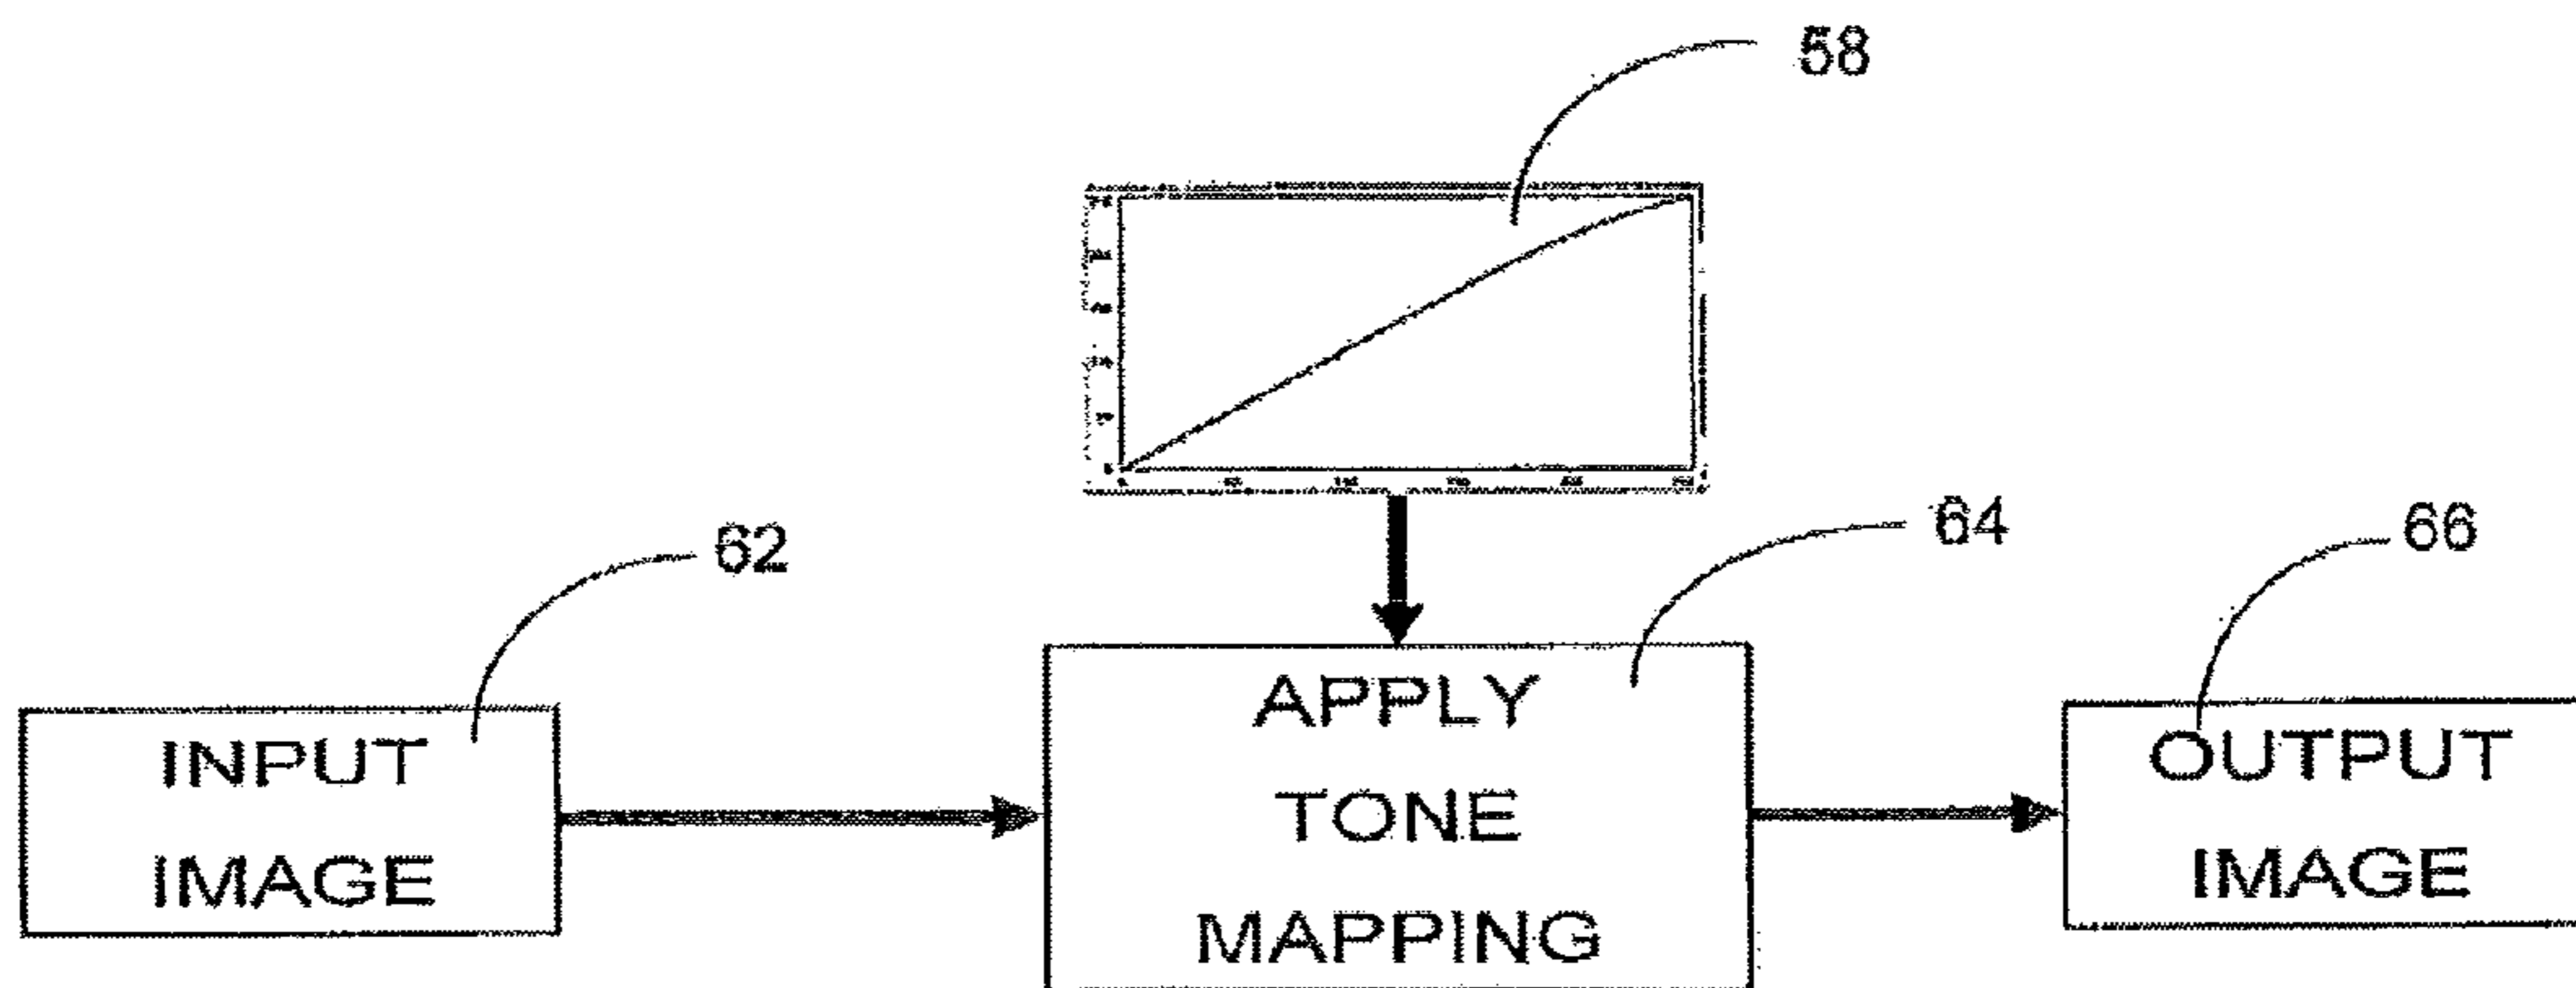 58
62
64
66
INPUT
IMAGE
APPLY
TONE
MAPPING
OUTPUT
IMAGE